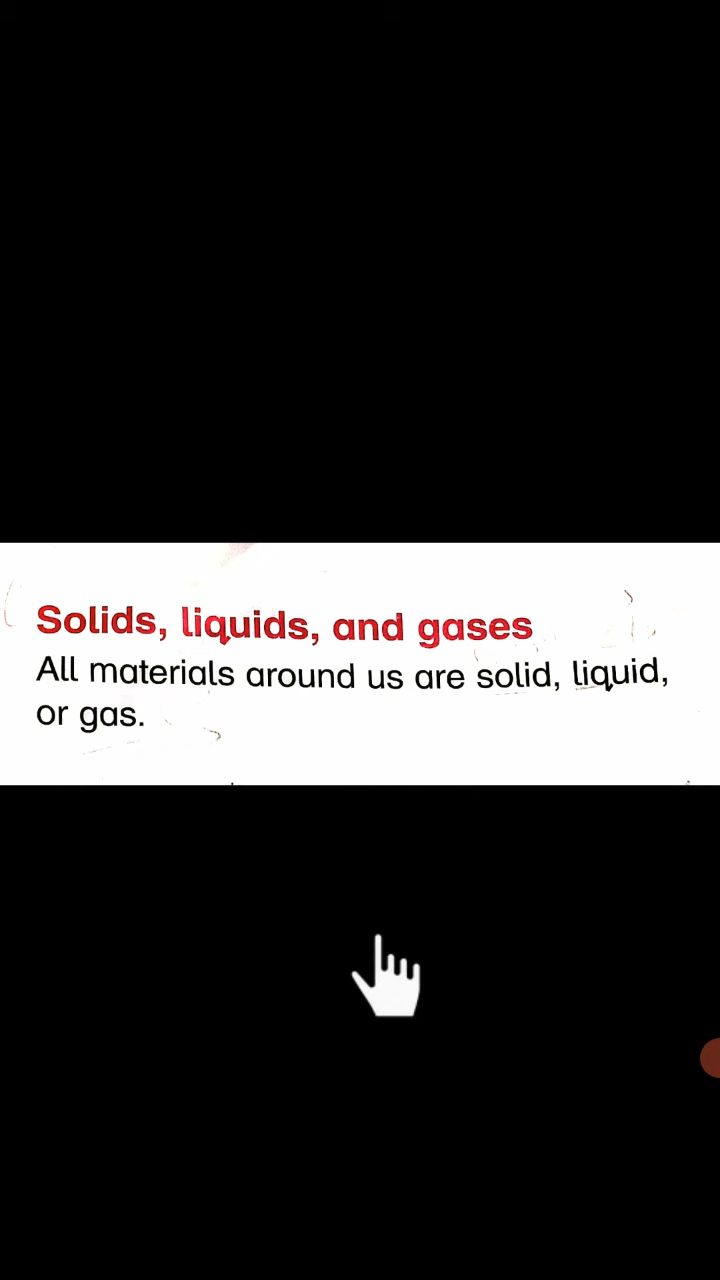 Solids, liquids, and gases
All materials around us are solid, liquid,
or gas.